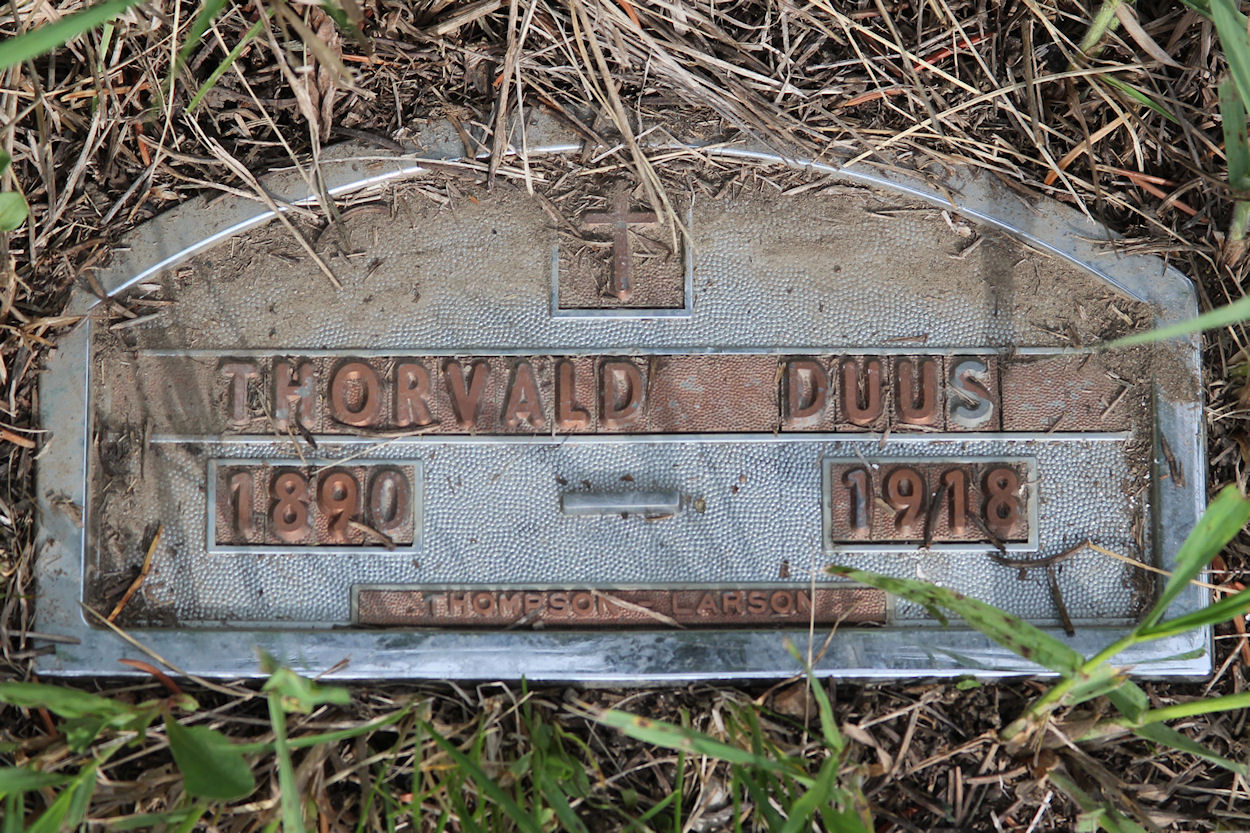 THORVALD DUUS
1890 - 1918
THOMPSON - LARSON